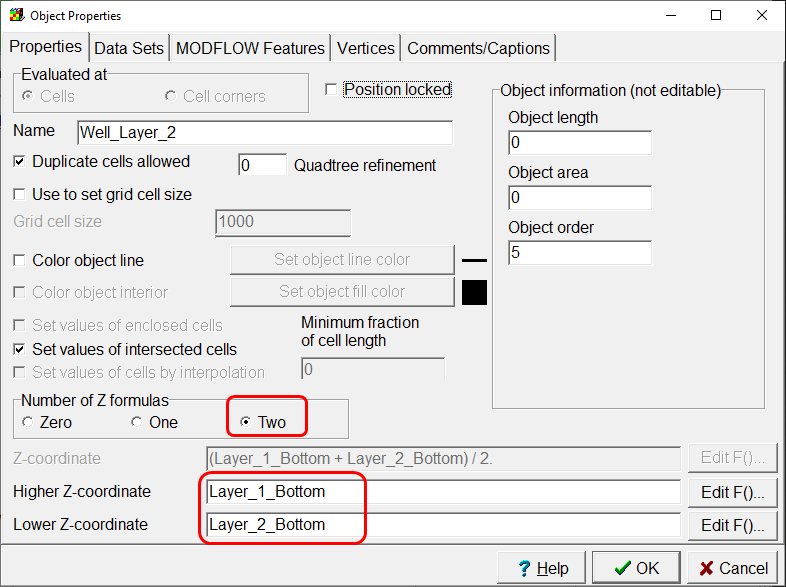 Object Properties
Properties Data Sets MODFLOW Features Vertices Comments/Captions
Evaluated at
Cells Cell corners
Position locked
Name Well_Layer_2
Duplicate cells allowed 0 Quadtree refinement
Use to set grid cell size
Grid cell size 1000
Color object line Set object line color
Color object interior Set object fill color
Set values of enclosed cells
Set values of intersected cells
Set values of cells by interpolation
Minimum fraction
of cell length
0
Object information (not editable)
Object length
0
Object area
0
Object order
5
Number of Z formulas
Zero One Two
Z-coordinate (Layer_1_Bottom + Layer_2_Bottom) / 2. Edit F()...
Higher Z-coordinate Layer_1_Bottom Edit F()...
Lower Z-coordinate Layer_2_Bottom Edit F()...
? Help OK Cancel